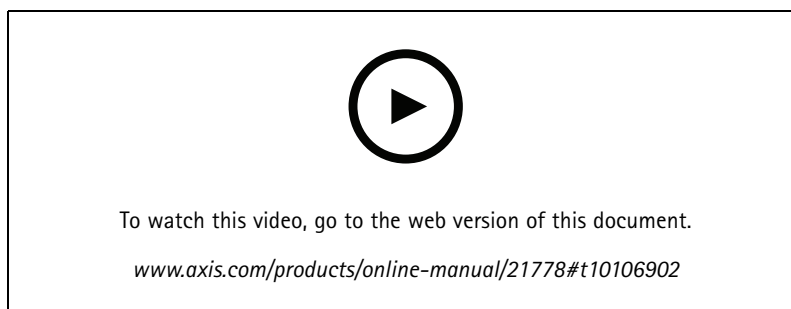 To watch this video, go to the web version of this document.
www.axis.com/products/online-manual/21778#t10106902